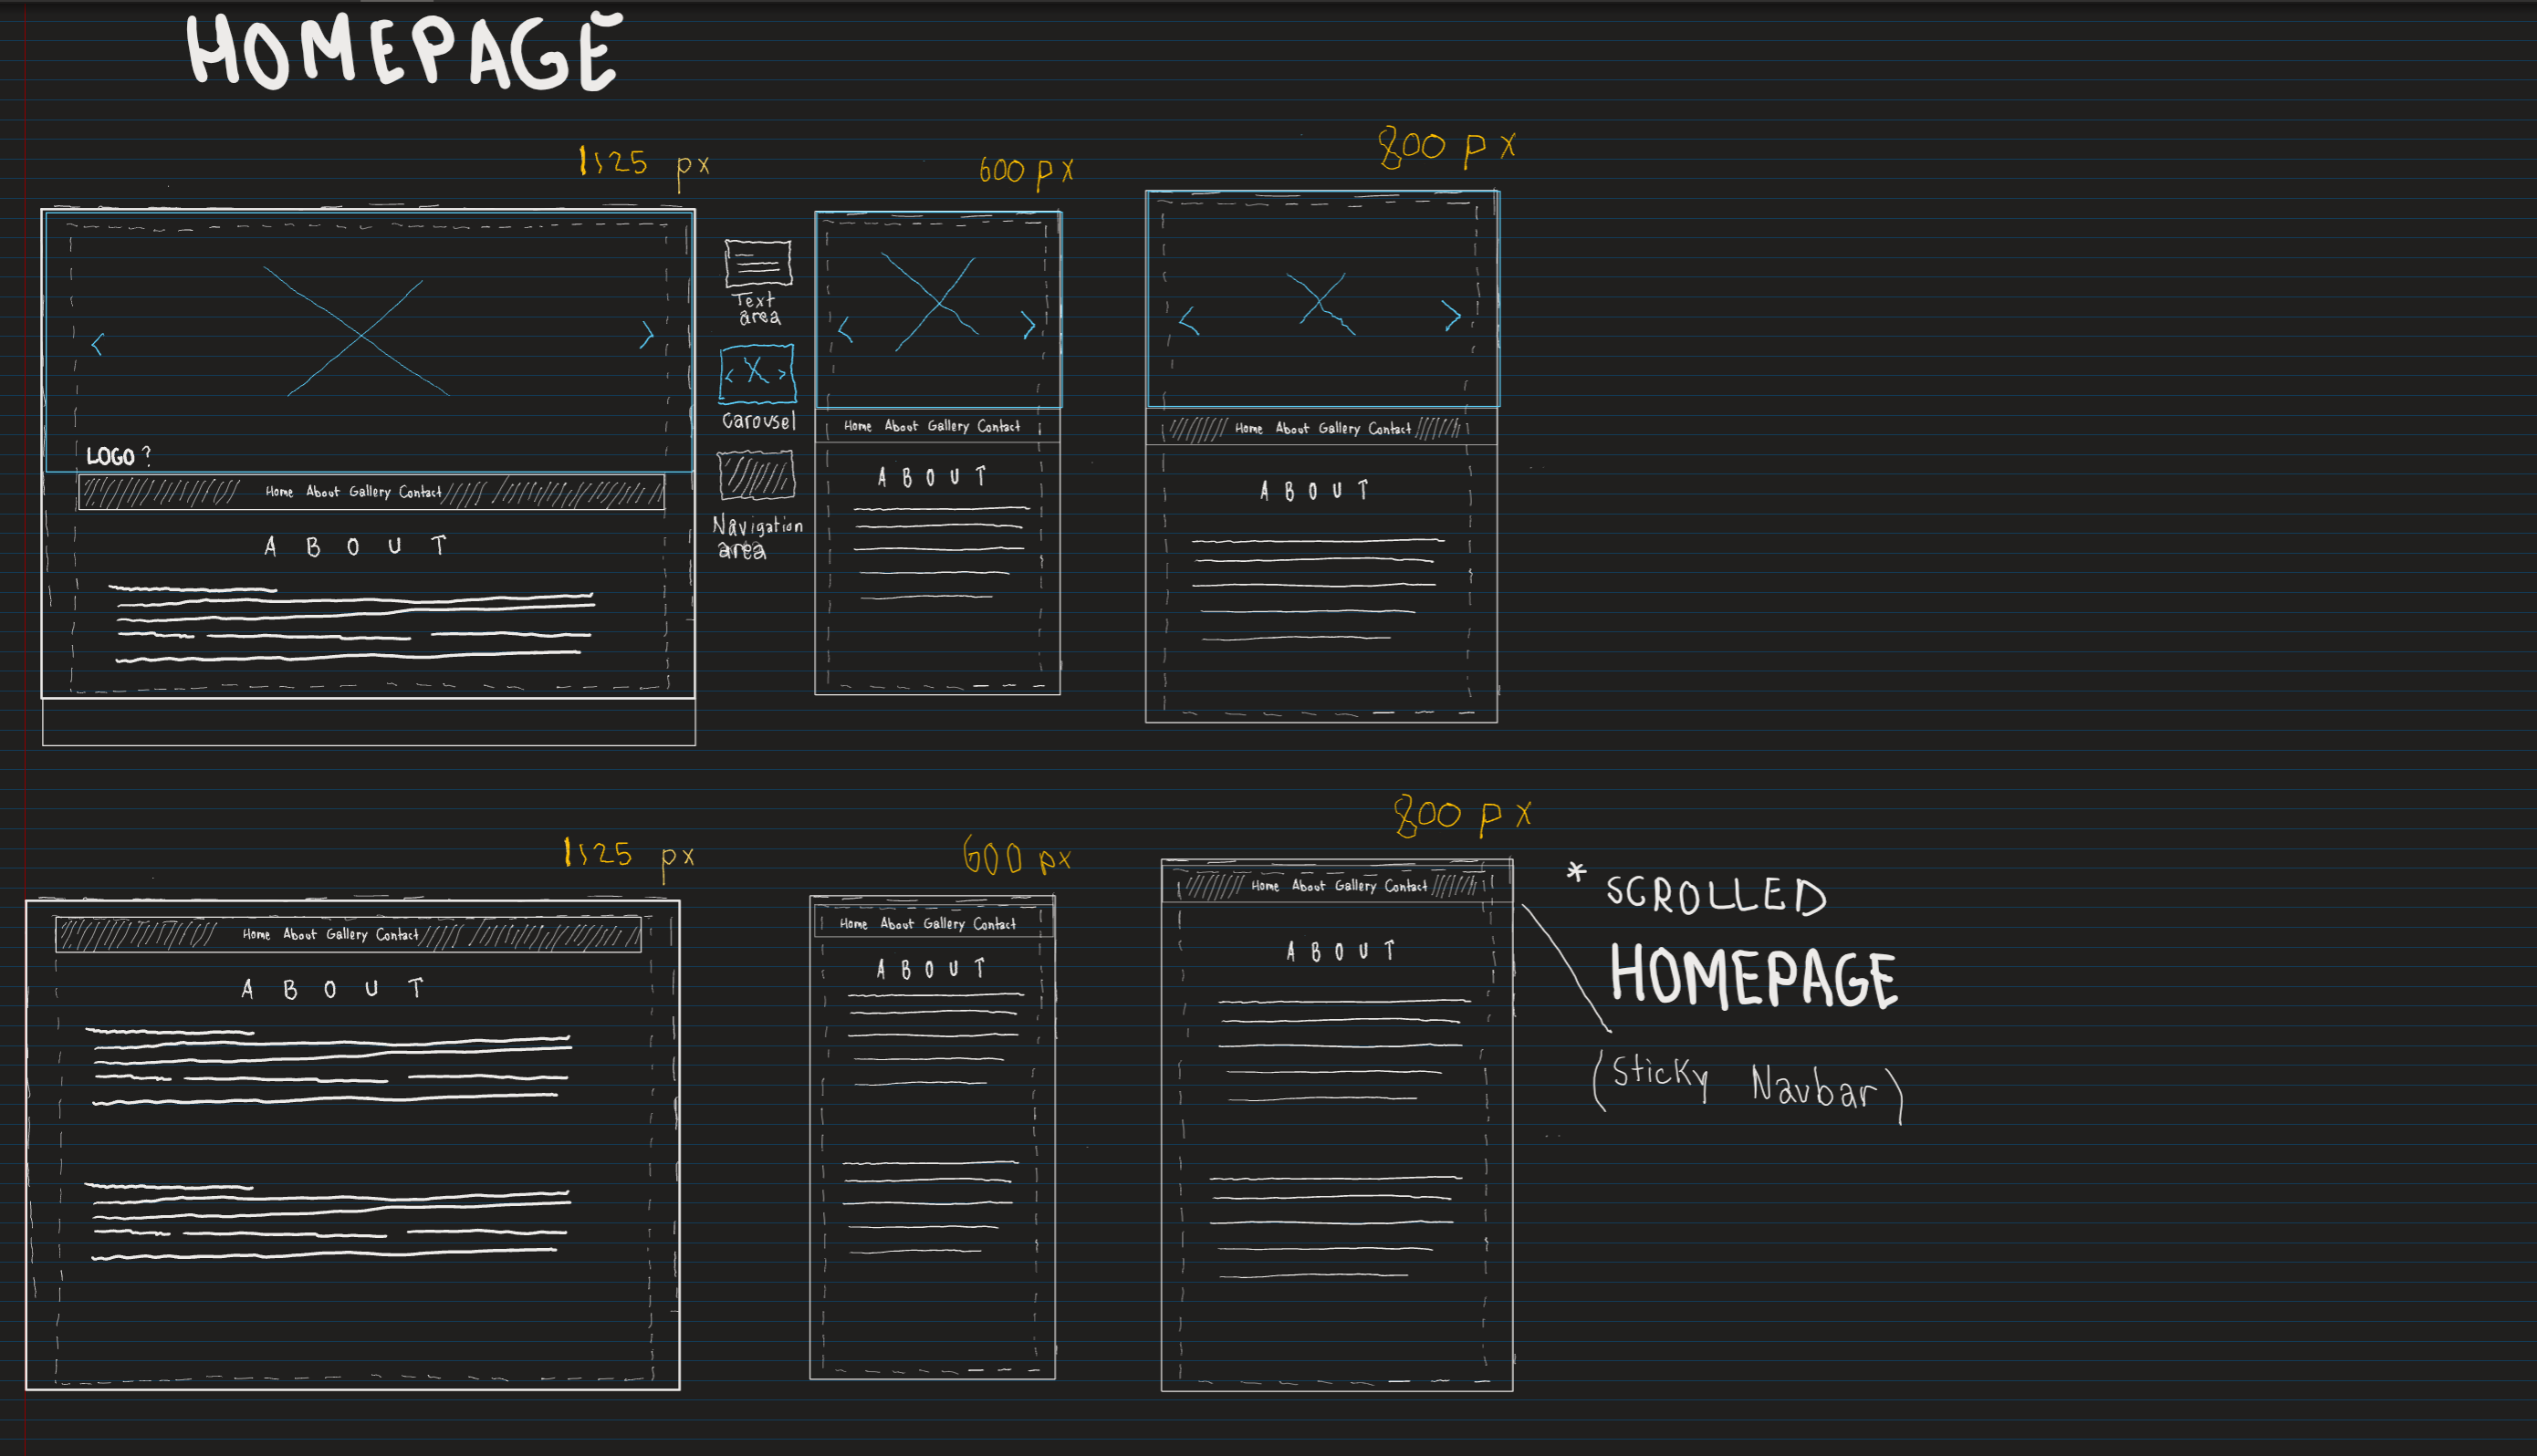 HOMEPAGE
1525 px
600 px
800 px
LOGO ?
Home About Gallery Contact
A B O U T
Text
area
Carousel
Navigation
area
Home About Gallery Contact
A B O U T
Home About Gallery Contact
A B O U T
1525 px
600 px
800 px
Home About Gallery Contact
A B O U T
Home About Gallery Contact
A B O U T
Home About Gallery Contact
A B O U T
* SCROLLED
HOMEPAGE
(Sticky Navbar)